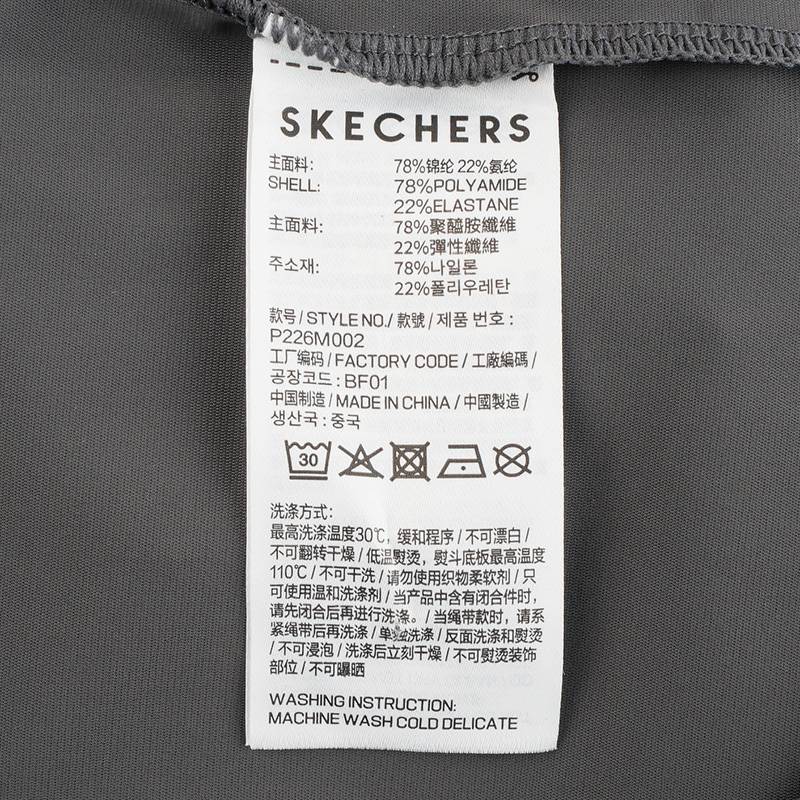 SKECHERS
主面料: 78%锦纶 22%氨纶
SHELL: 78%POLYAMIDE
22%ELASTANE
主面料: 78%聚醯胺纖維
22%彈性纖維
주소재: 78%나일론
22%폴리우레탄
款号 / STYLE NO./ 款號 / 제품 번호 :
P226M002
工厂编码 / FACTORY CODE / 工廠編碼 /
공장코드 : BF01
中国制造 / MADE IN CHINA / 中國製造 /
생산국 : 중국
30
洗涤方式:
最高洗涤温度30℃, 缓和程序 / 不可漂白 /
不可翻转干燥 / 低温熨烫, 熨斗底板最高温度
110℃ / 不可干洗 / 请勿使用织物柔软剂 / 只
可使用温和洗涤剂 / 当产品中含有闭合件时,
请先闭合后再进行洗涤。/ 当绳带款时, 请系
紧绳带后再洗涤 / 单独洗涤 / 反面洗涤和熨烫
/ 不可浸泡 / 洗涤后立刻干燥 / 不可熨烫装饰
部位 / 不可曝晒
WASHING INSTRUCTION:
MACHINE WASH COLD DELICATE